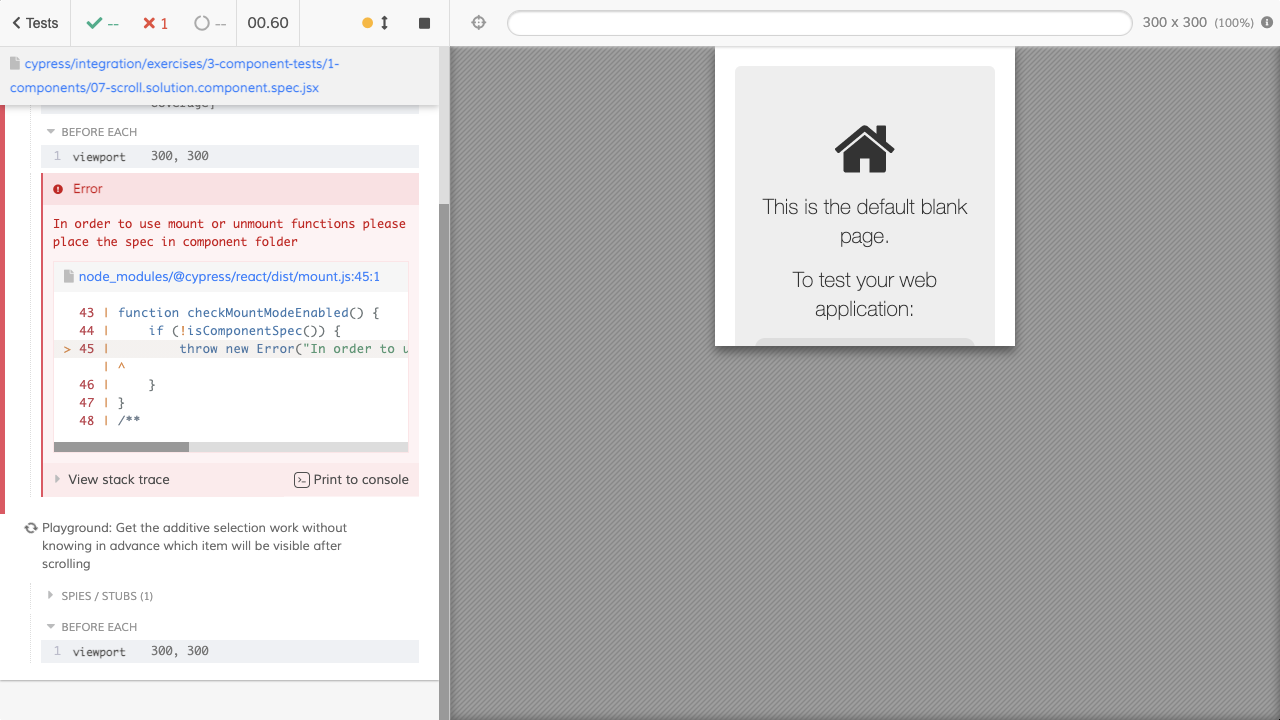 Tests
--
1
--
00.60
300 x 300 (100%)
cypress/integration/exercises/3-component-tests/1-
components/07-scroll.solution.component.spec.jsx
coverage]
BEFORE EACH
1 viewport 300, 300
Error
In order to use mount or unmount functions please
place the spec in component folder
node_modules/@cypress/react/dist/mount.js:45:1
43 | function checkMountModeEnabled() {
44 | if (!isComponentSpec()) {
> 45 | throw new Error("In order to u
| ^
46 | }
47 | }
48 | /**
View stack trace
Print to console
Playground: Get the additive selection work without
knowing in advance which item will be visible after
scrolling
SPIES / STUBS (1)
BEFORE EACH
1 viewport 300, 300
This is the default blank
page.
To test your web
application: